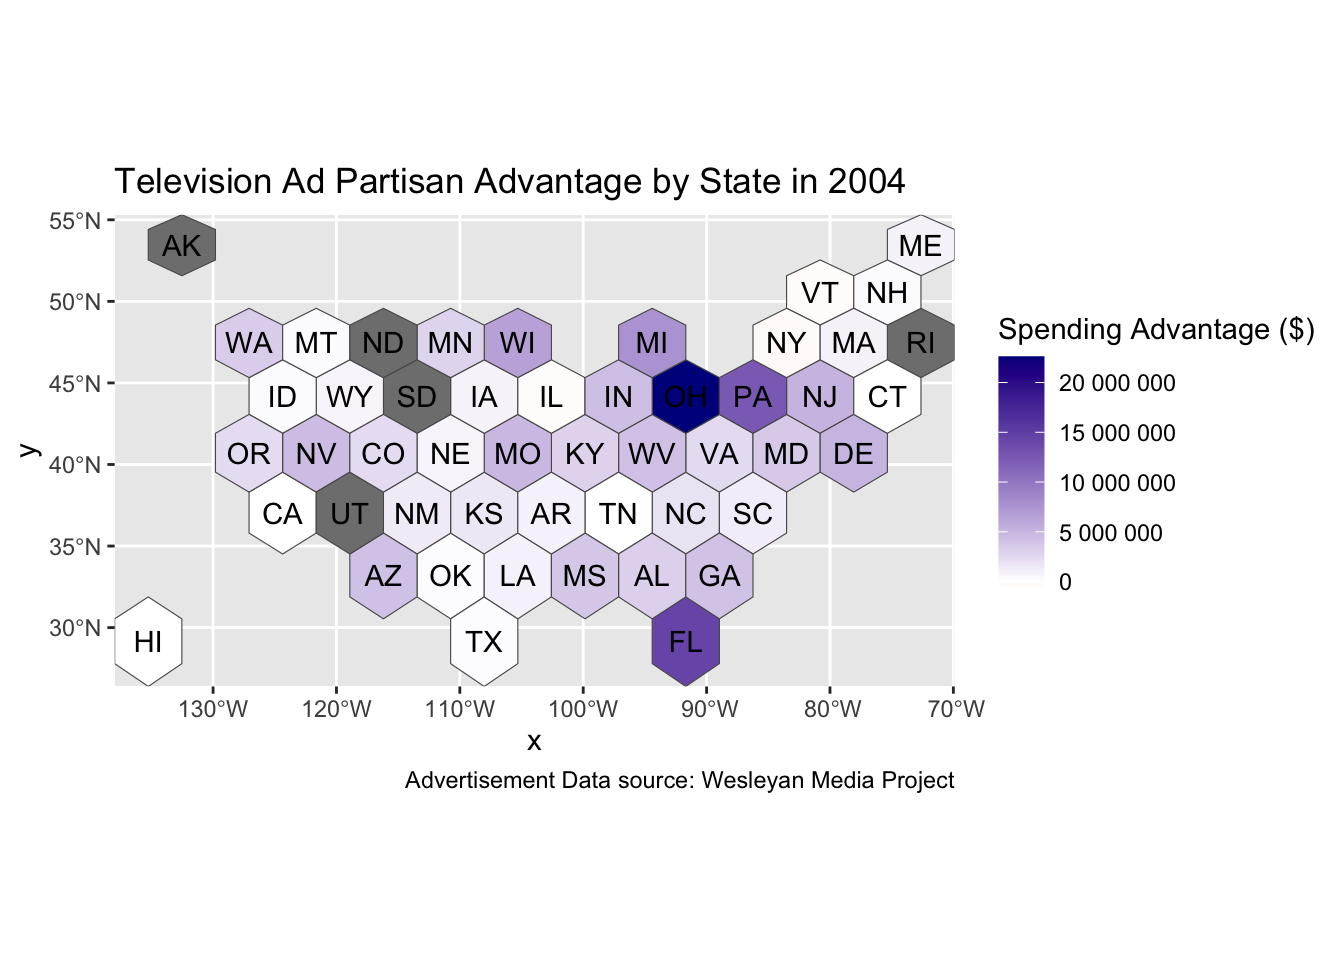 Television Ad Partisan Advantage by State in 2004
55°N
50°N
45°N
40°N
35°N
30°N
y
AK
ME
VT NH
WA MT ND MN WI MI NY MA RI
ID WY SD IA IL IN OH PA NJ CT
OR NV CO NE MO KY WV VA MD DE
CA UT NM KS AR TN NC SC
AZ OK LA MS AL GA
HI TX FL
130°W 120°W 110°W 100°W 90°W 80°W 70°W
x
Spending Advantage ($)
20 000 000
15 000 000
10 000 000
5 000 000
0
Advertisement Data source: Wesleyan Media Project